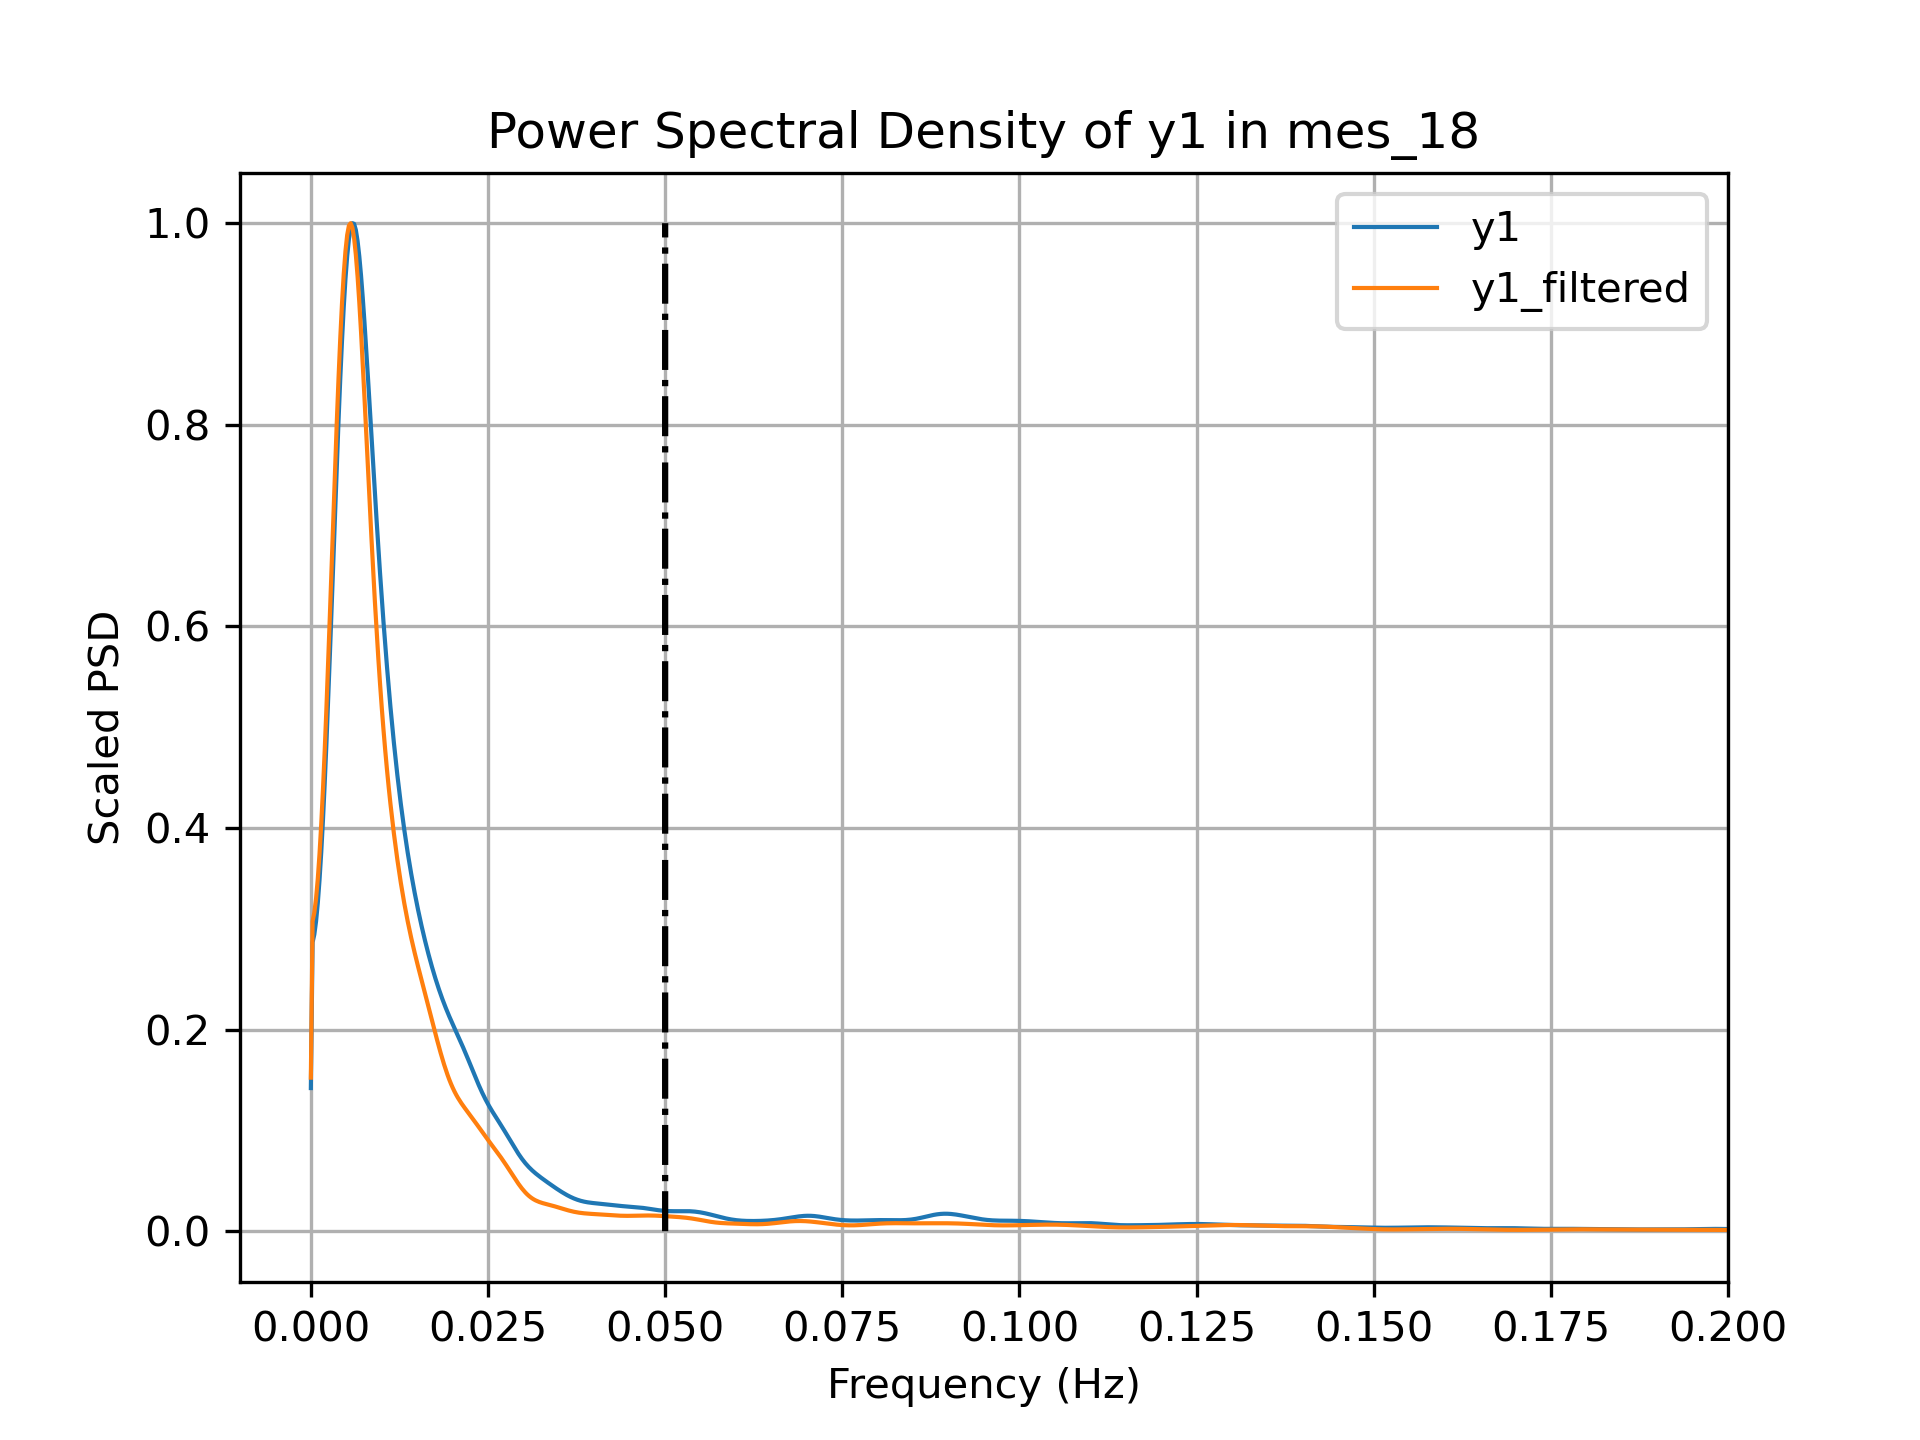 Power Spectral Density of y1 in mes_18
y1
y1_filtered
Scaled PSD
1.0
0.8
0.6
0.4
0.2
0.0
0.000 0.025 0.050 0.075 0.100 0.125 0.150 0.175 0.200
Frequency (Hz)